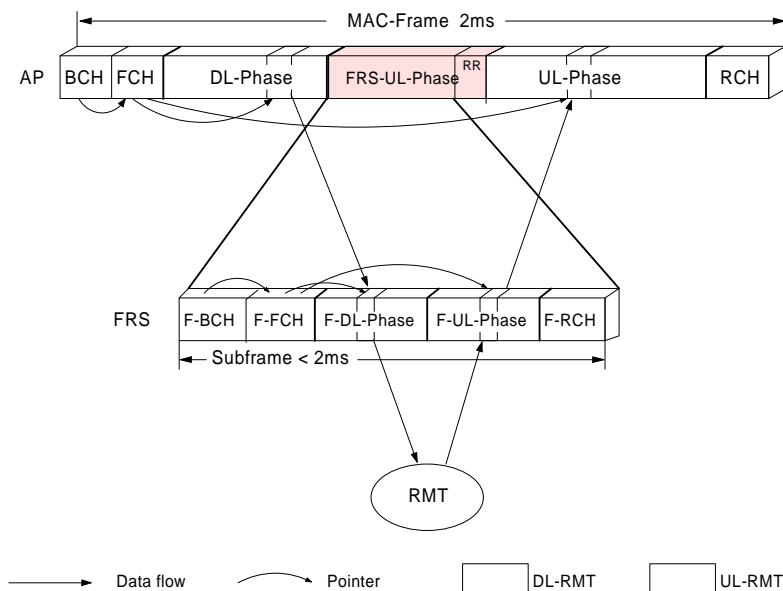 MAC-Frame 2ms
AP BCH FCH DL-Phase FRS-UL-Phase RR UL-Phase RCH
FRS F-BCH F-FCH F-DL-Phase F-UL-Phase F-RCH
Subframe < 2ms
RMT
Data flow Pointer DL-RMT UL-RMT